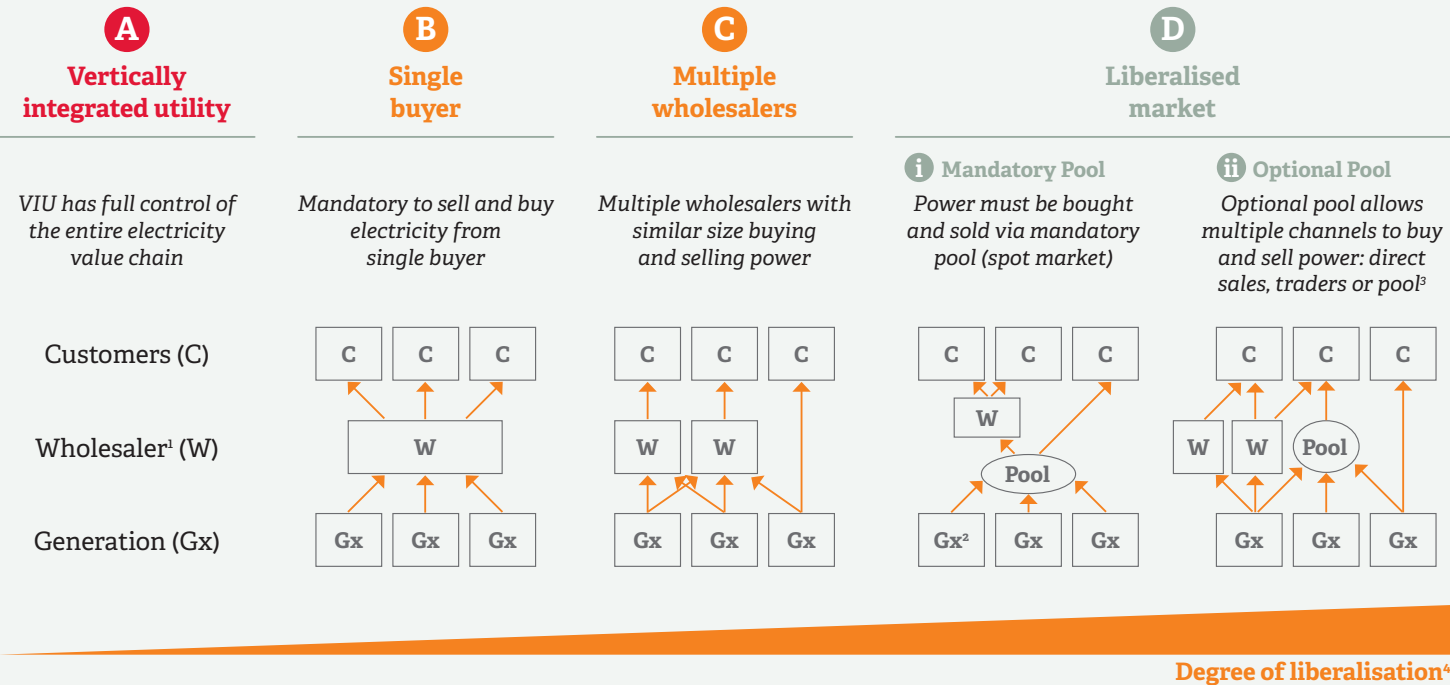 A
Vertically
integrated utility
VIU has full control of
the entire electricity
value chain
B
Single
buyer
Mandatory to sell and buy
electricity from
single buyer
C
Multiple
wholesalers
Multiple wholesalers with
similar size buying
and selling power
D
Liberalised
market
i Mandatory Pool
Power must be bought
and sold via mandatory
pool (spot market)
ii Optional Pool
Optional pool allows
multiple channels to buy
and sell power: direct
sales, traders or pool³
Customers (C)
C C C
C C C
C C C
C C C
Wholesaler¹ (W)
W
W W
W
Pool
W W Pool
Generation (Gx)
Gx Gx Gx
Gx Gx Gx
Gx² Gx Gx
Gx Gx Gx
Degree of liberalisation⁴